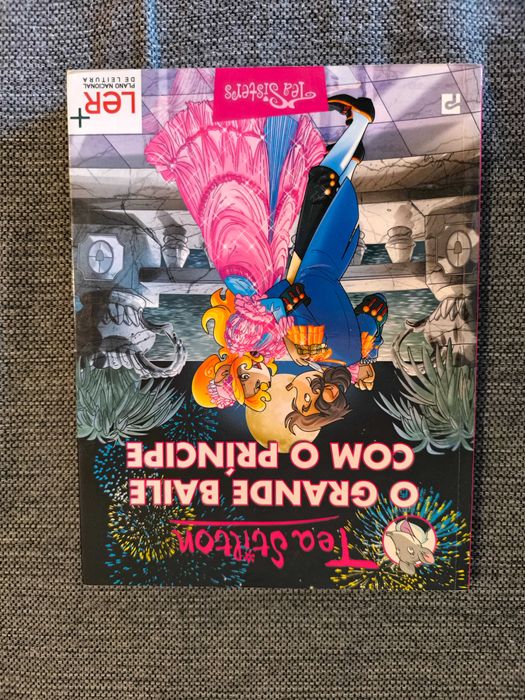 Tea Stilton
O GRANDE BAILE
COM O PRÍNCIPE
Tea Sisters
LER+
PLANO NACIONAL
DE LEITURA